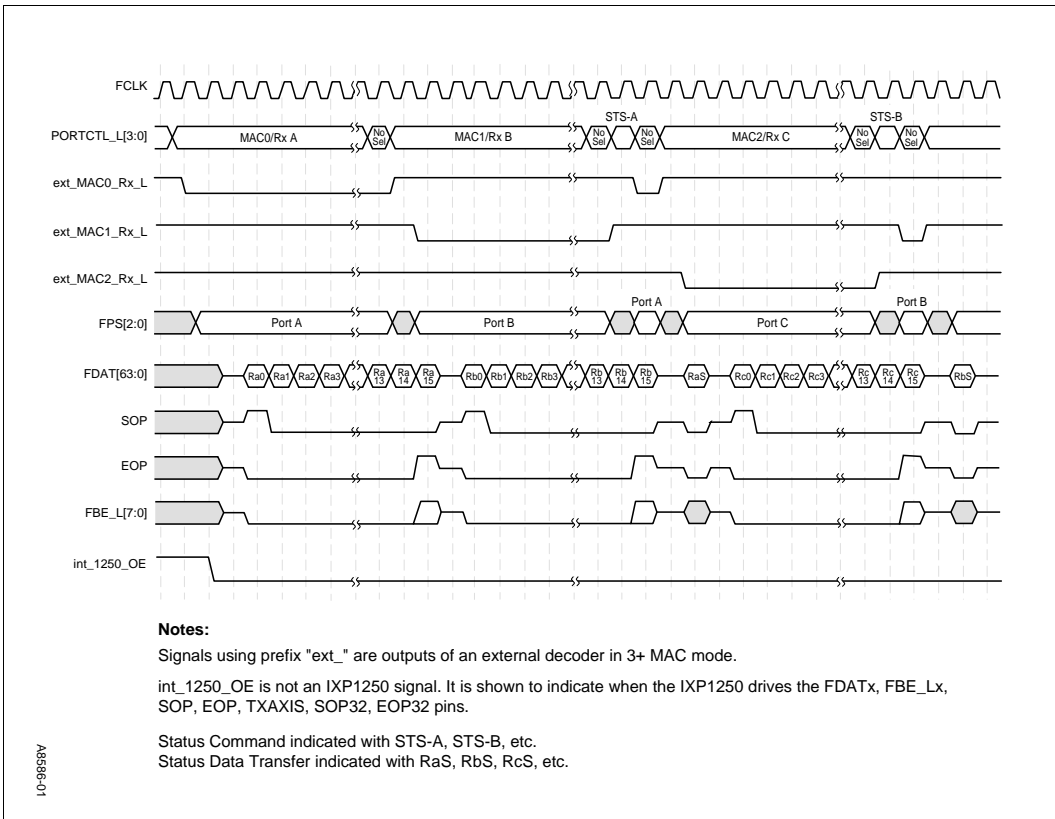 FCLK
STS-A
STS-B
PORTCTL_L[3:0]
MAC0/Rx A
No
Sel
MAC1/Rx B
No
Sel
No
Sel
MAC2/Rx C
No
Sel
No
Sel
ext_MAC0_Rx_L
ext_MAC1_Rx_L
ext_MAC2_Rx_L
Port A
Port B
FPS[2:0]
Port A
Port B
Port C
FDAT[63:0]
Ra0
Ra1
Ra2
Ra3
Ra
13
Ra
14
Ra
15
Rb0
Rb1
Rb2
Rb3
Rb
13
Rb
14
Rb
15
RaS
Rc0
Rc1
Rc2
Rc3
Rc
13
Rc
14
Rc
15
RbS
SOP
EOP
FBE_L[7:0]
int_1250_OE
Notes:
Signals using prefix "ext_" are outputs of an external decoder in 3+ MAC mode.
int_1250_OE is not an IXP1250 signal. It is shown to indicate when the IXP1250 drives the FDATx, FBE_Lx,
SOP, EOP, TXAXIS, SOP32, EOP32 pins.
Status Command indicated with STS-A, STS-B, etc.
Status Data Transfer indicated with RaS, RbS, RcS, etc.
A8586-01